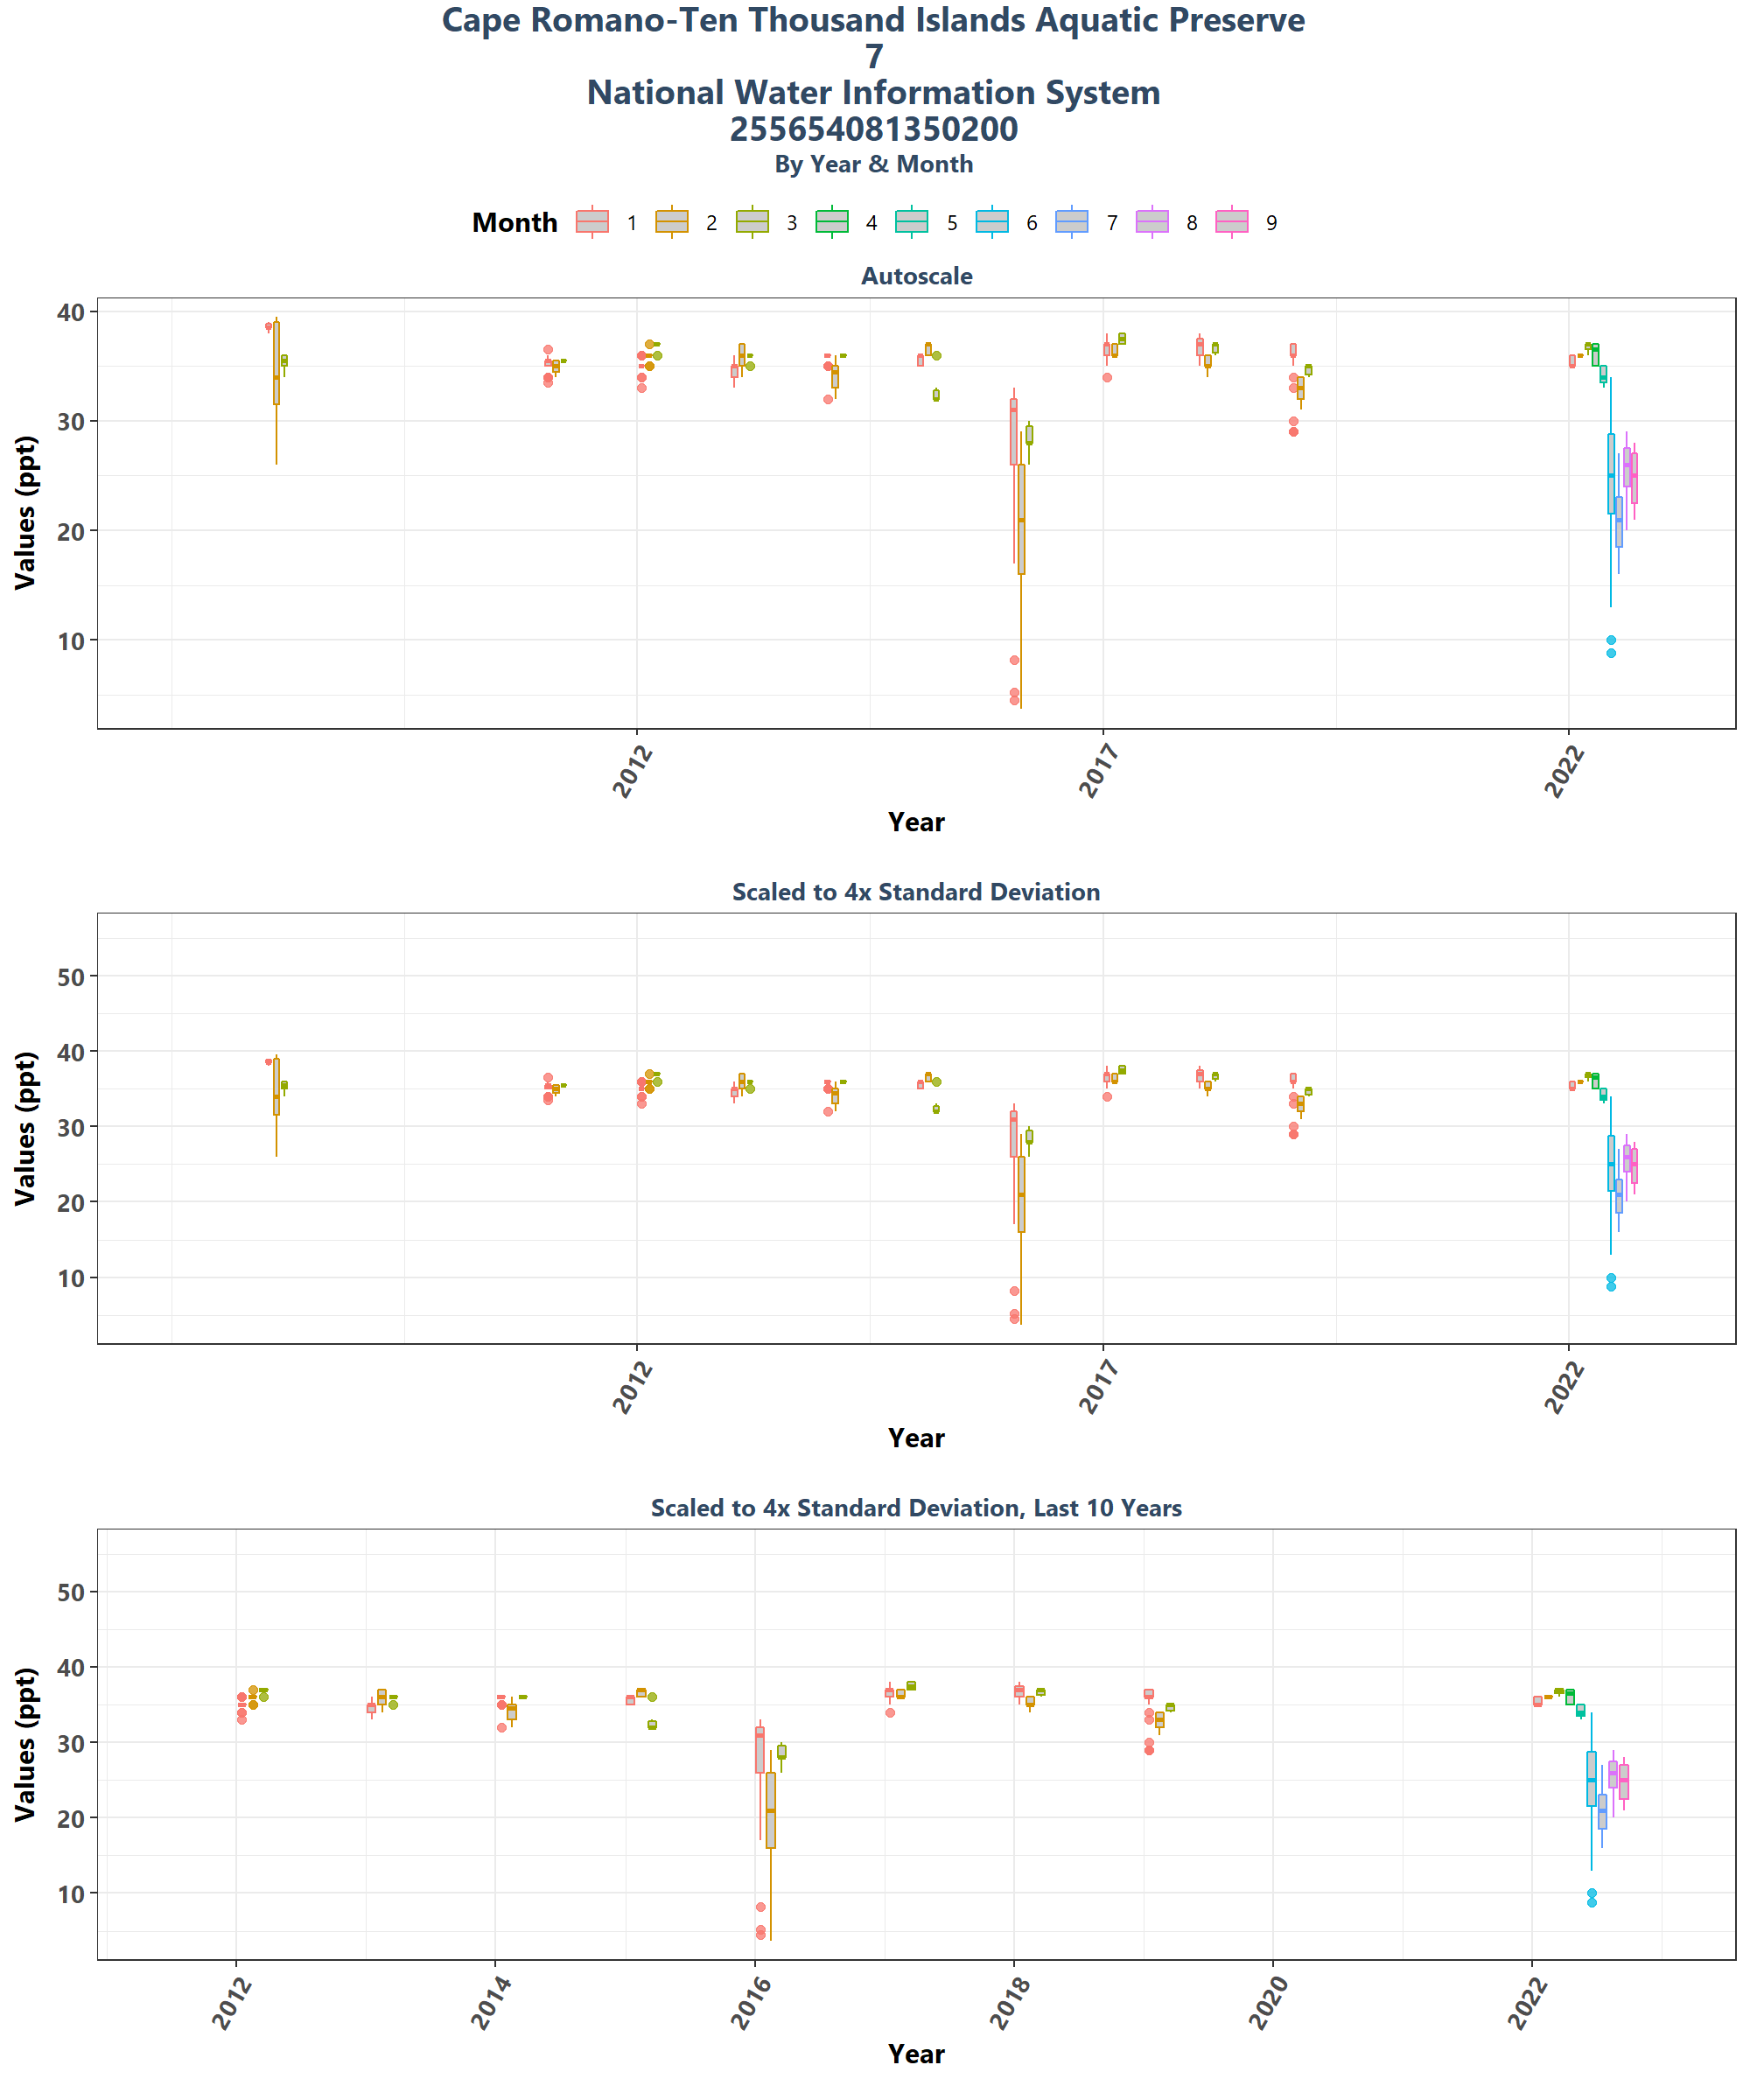 Cape Romano-Ten Thousand Islands Aquatic Preserve
7
National Water Information System
255654081350200
By Year & Month
Month 1 2 3 4 5 6 7 8 9
Autoscale
Values (ppt)
40
30
20
10
2012 2017 2022
Year
Scaled to 4x Standard Deviation
Values (ppt)
50
40
30
20
10
2012 2017 2022
Year
Scaled to 4x Standard Deviation, Last 10 Years
Values (ppt)
50
40
30
20
10
2012 2014 2016 2018 2020 2022
Year